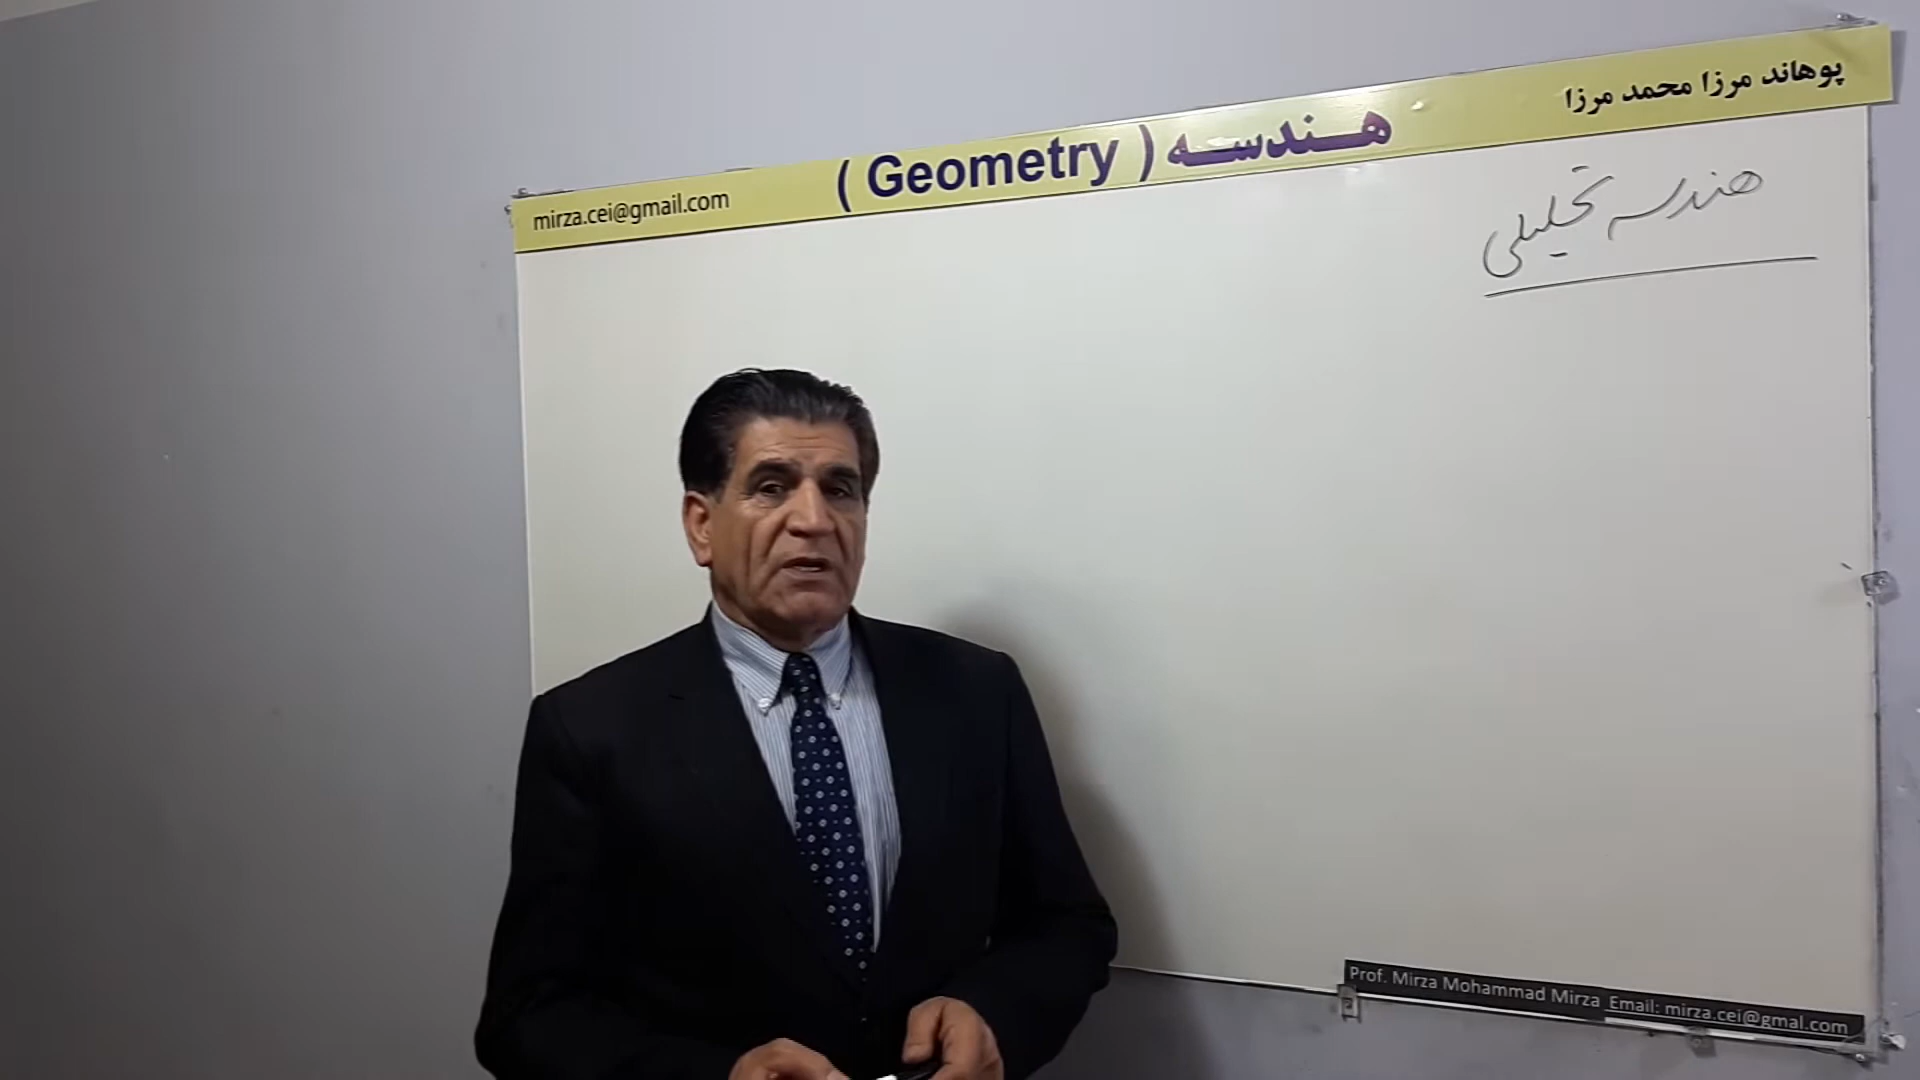 پوهاند مرزا محمد مرزا
هـنـدسـه ( Geometry )
mirza.cei@gmail.com
هندسه تحلیلی
Prof. Mirza Mohammad Mirza Email: mirza.cei@gmal.com